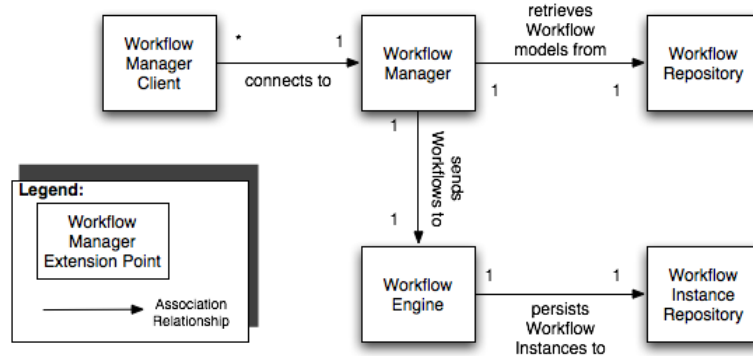 retrieves
Workflow
models from
Workflow
Manager
Client
*
1
connects to
Workflow
Manager
1
1
Workflow
Repository
1
sends
Workflows to
1
Legend:
Workflow
Manager
Extension Point
Association
Relationship
Workflow
Engine
1
1
persists
Workflow
Instances to
Workflow
Instance
Repository